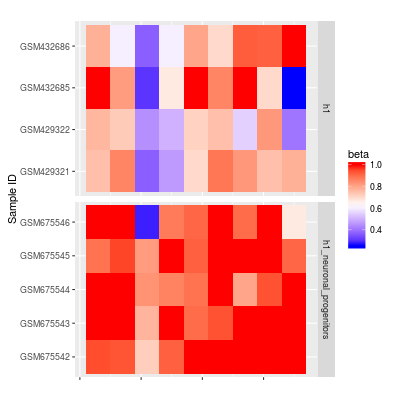 GSM432686
GSM432685
GSM429322
GSM429321
h1
GSM675546
GSM675545
GSM675544
GSM675543
GSM675542
h1_neuronal_progenitors
Sample ID
beta
1.0
0.8
0.6
0.4